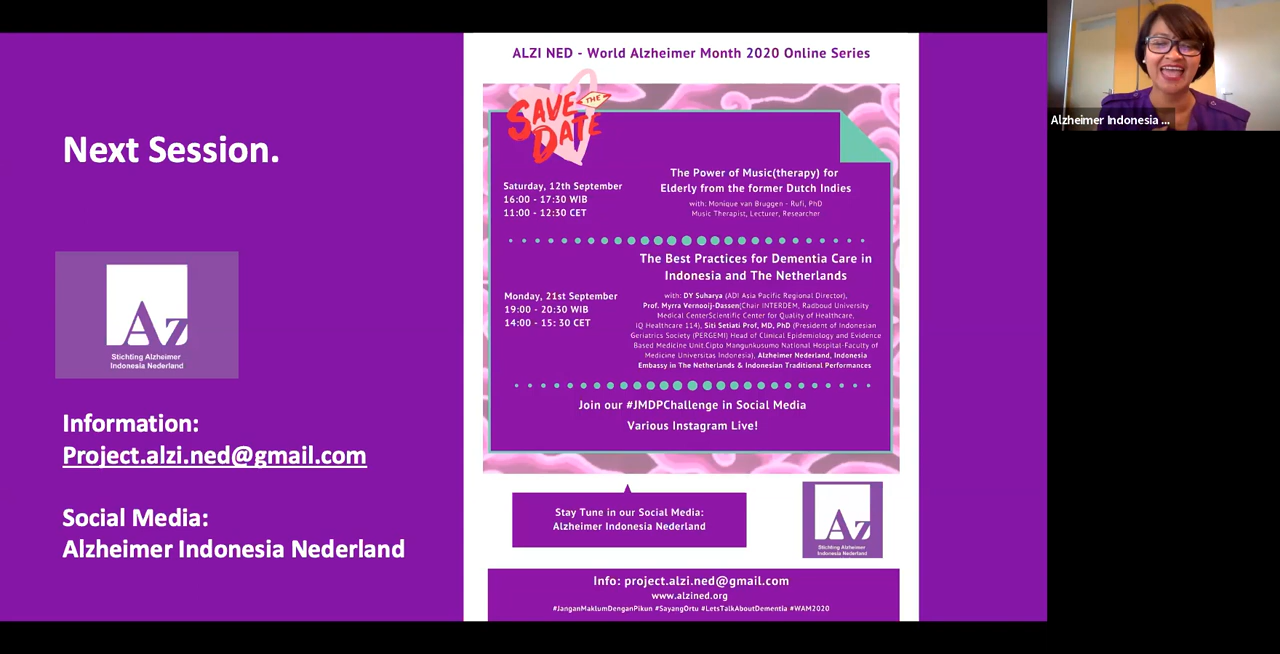 Next Session.
Stichting Alzheimer
Indonesia Nederland
Information:
Project.alzi.ned@gmail.com
Social Media:
Alzheimer Indonesia Nederland
ALZI NED - World Alzheimer Month 2020 Online Series
SAVE THE
DATE
Saturday, 12th September
16:00 - 17:30 WIB
11:00 - 12:30 CET
The Power of Music(therapy) for
Elderly from the former Dutch Indies
with: Monique van Bruggen - Rufi, PhD
Music Therapist, Lecturer, Researcher
Monday, 21st September
19:00 - 20:30 WIB
14:00 - 15: 30 CET
The Best Practices for Dementia Care in
Indonesia and The Netherlands
with: DY Suharya (ADI Asia Pacific Regional Director),
Prof. Myrra Vernooij-Dassen(Chair INTERDEM, Radboud University
Medical CenterScientific Center for Quality of Healthcare,
IQ Healthcare 114), Siti Setiati Prof, MD, PhD (President of Indonesian
Geriatrics Society (PERGEMI) Head of Clinical Epidemiology and Evidence
Based Medicine Unit.Cipto Mangunkusumo National Hospital-Faculty of
Medicine Universitas Indonesia), Alzheimer Nederland, Indonesia
Embassy in The Netherlands & Indonesian Traditional Performances
Join our #JMDPChallenge in Social Media
Various Instagram Live!
Stay Tune in our Social Media:
Alzheimer Indonesia Nederland
Az
Stichting Alzheimer
Indonesia Nederland
Info: project.alzi.ned@gmail.com
www.alzined.org
#JanganMaklumDenganPikun #SayangOrtu #LetsTalkAboutDementia #WAM2020
Az
Alzheimer Indonesia ...